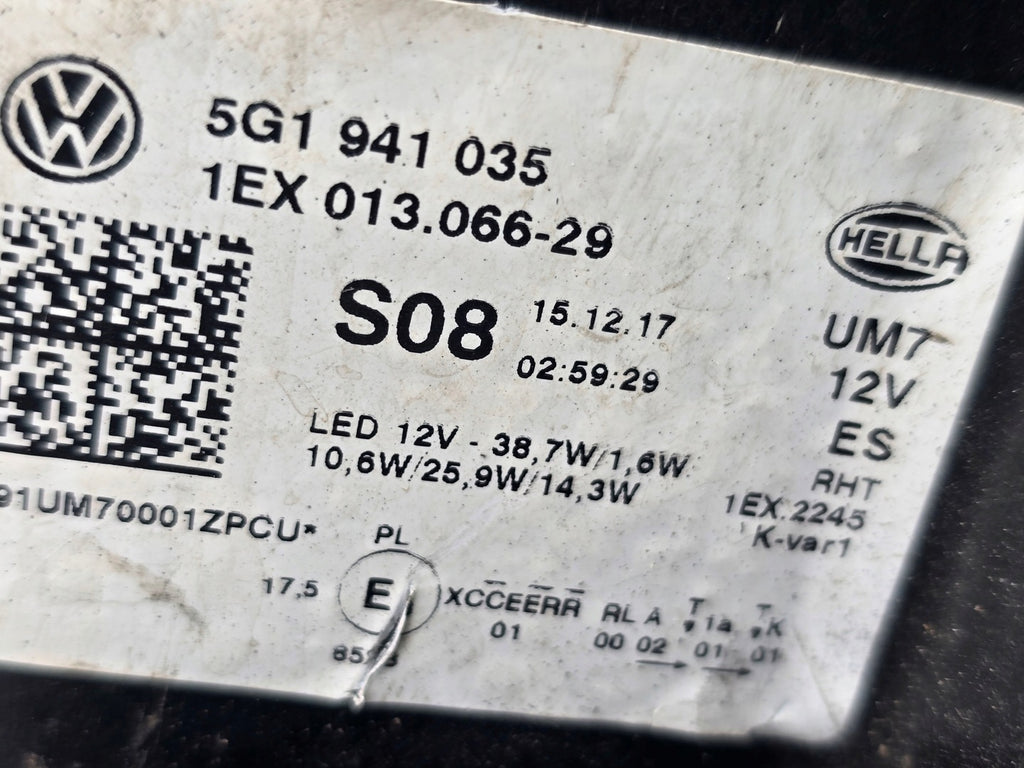 VW
5G1 941 035
1EX 013.066-29
HELLA
S08
15.12.17
02:59:29
UM7
12V
ES
RHT
1EX.2245
K-var1
LED 12V - 38,7W/1,6W
10,6W/25,9W/14,3W
91UM70001ZPCU*
PL
17,5
E
XCCEERR RL A T,1a T,K
01 00 02 01 01